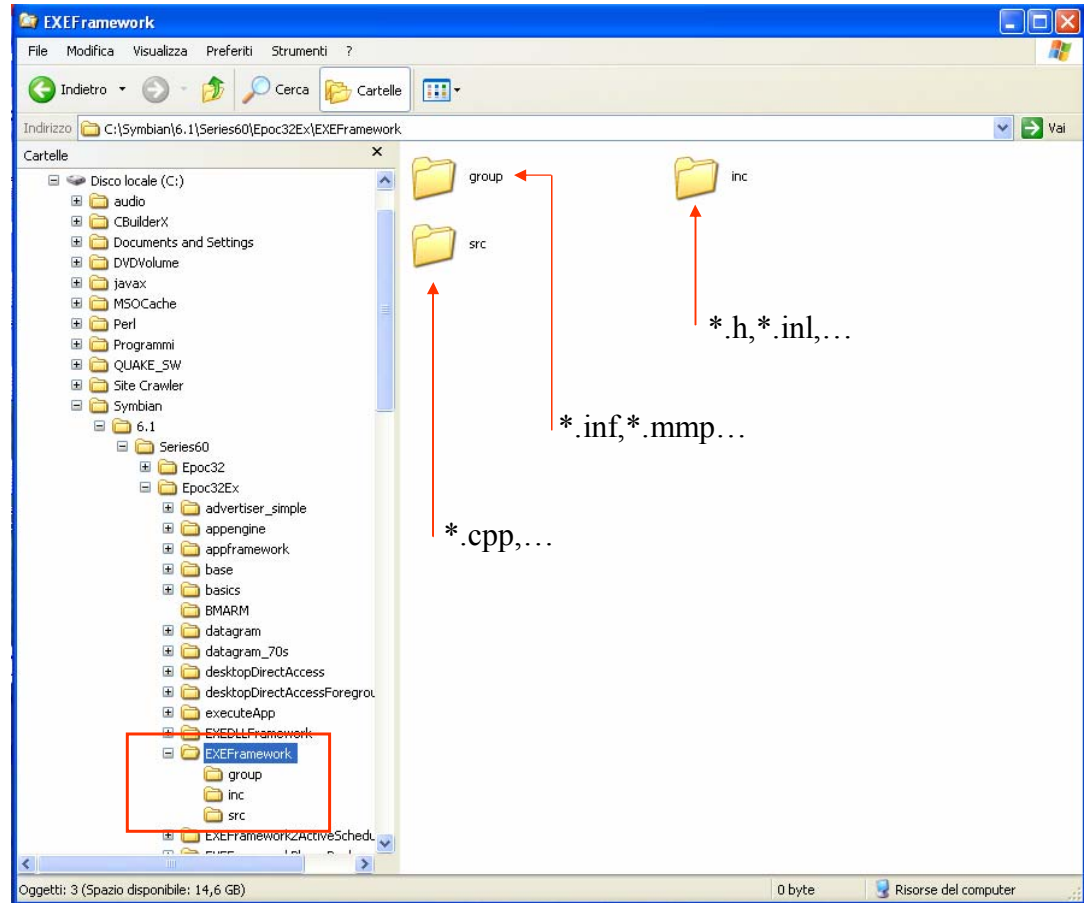 EXEFramework
File Modifica Visualizza Preferiti Strumenti ?
Indietro Cerca Cartelle
Indirizzo C:\Symbian\6.1\Series60\Epoc32Ex\EXEFramework Vai
Cartelle
Disco locale (C:)
audio
CBuilderX
Documents and Settings
DVDVolume
javax
MSOCache
Perl
Programmi
QUAKE_SW
Site Crawler
Symbian
6.1
Series60
Epoc32
Epoc32Ex
advertiser_simple
appengine
appframework
base
basics
BMARM
datagram
datagram_70s
desktopDirectAccess
desktopDirectAccessForegrou
executeApp
EXEDLLFramework
EXEFramework
group
inc
src
EXEFramework2ActiveSchedu
group
inc
src
*.h,*.inl,...
*.inf,*.mmp...
*.cpp,...
Oggetti: 3 (Spazio disponibile: 14,6 GB) 0 byte Risorse del computer